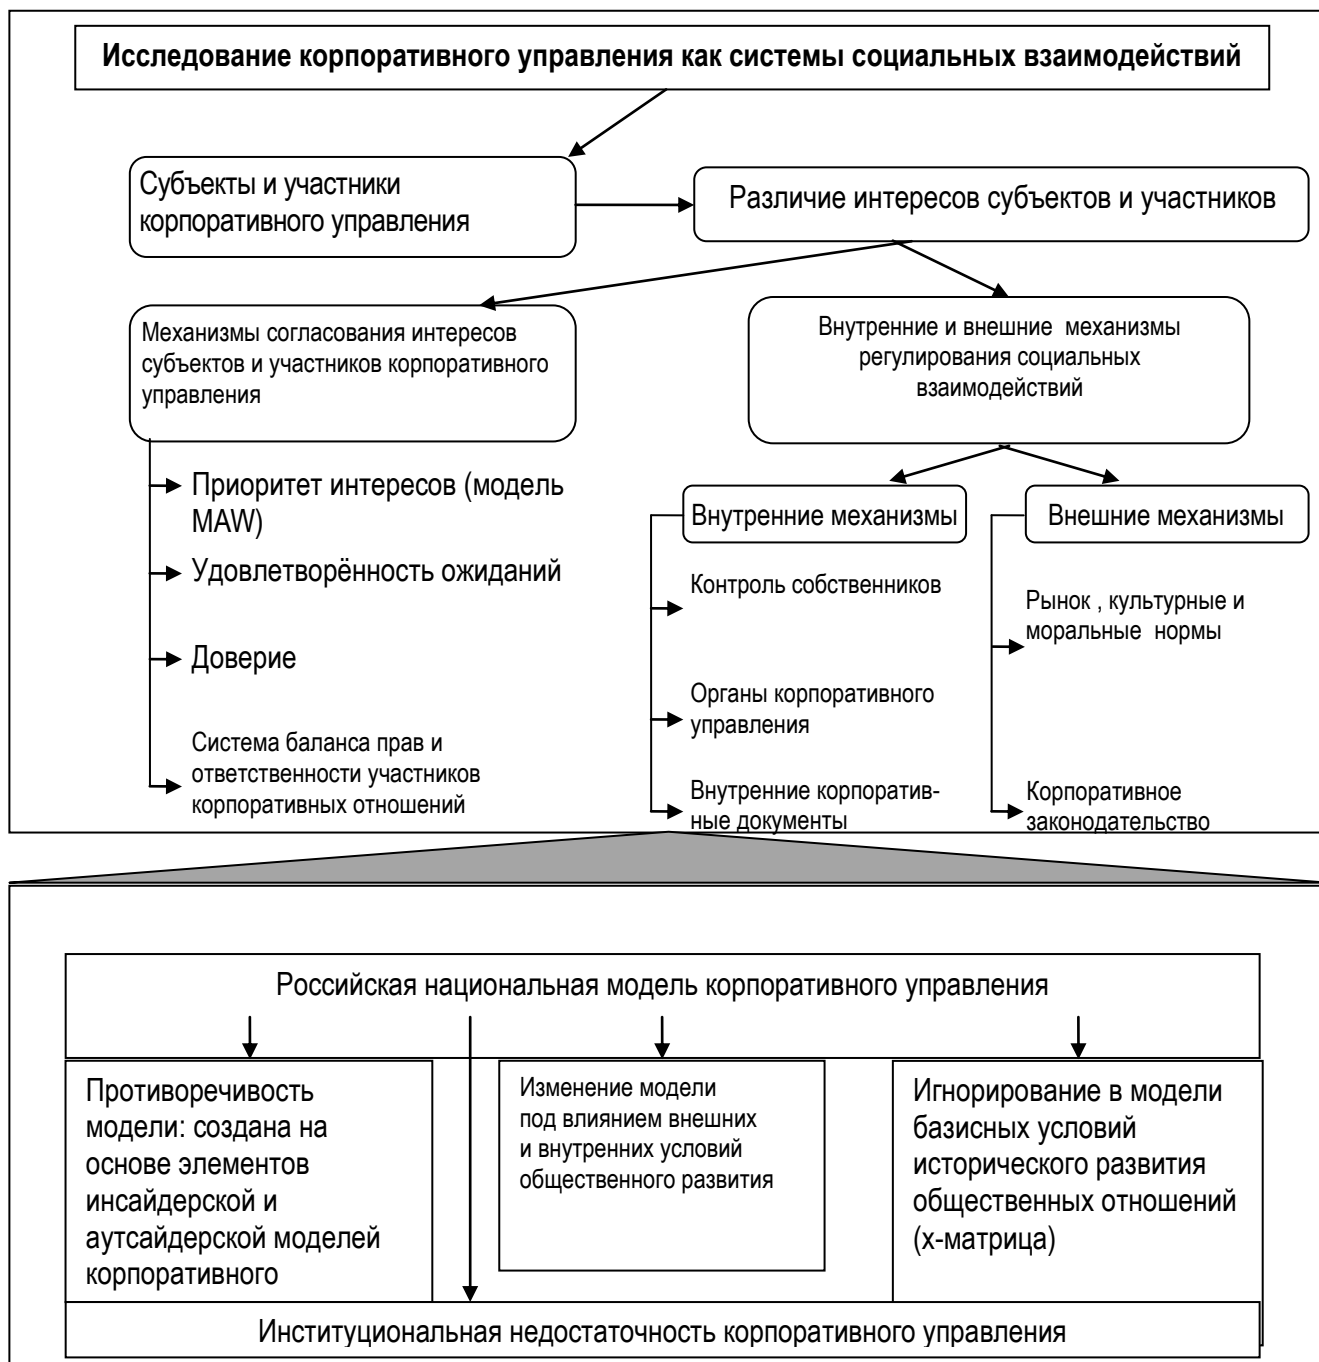 Исследование корпоративного управления как системы социальных взаимодействий
Субъекты и участники
корпоративного управления
Различие интересов субъектов и участников
Механизмы согласования интересов
субъектов и участников корпоративного
управления
Внутренние и внешние механизмы
регулирования социальных
взаимодействий
Приоритет интересов (модель
MAW)
Удовлетворённость ожиданий
Доверие
Система баланса прав и
ответственности участников
корпоративных отношений
Внутренние механизмы
Контроль собственников
Органы корпоративного
управления
Внутренние корпоратив-
ные документы
Внешние механизмы
Рынок , культурные и
моральные нормы
Корпоративное
законодательство
Российская национальная модель корпоративного управления
Противоречивость
модели: создана на
основе элементов
инсайдерской и
аутсайдерской моделей
корпоративного
Изменение модели
под влиянием внешних
и внутренних условий
общественного развития
Игнорирование в модели
базисных условий
исторического развития
общественных отношений
(х-матрица)
Институциональная недостаточность корпоративного управления